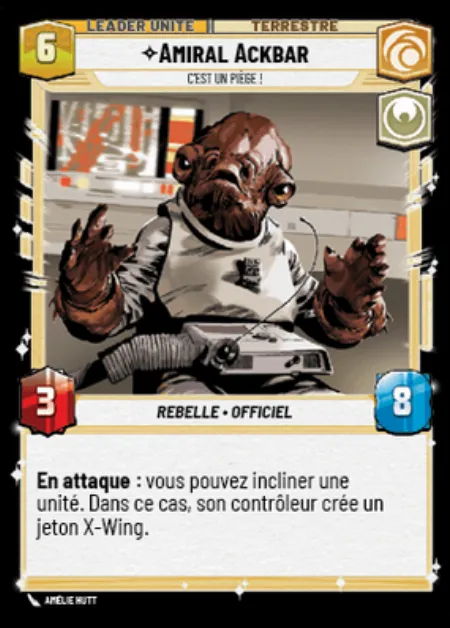 LEADER UNITÉ || TERRESTRE
6
✧AMIRAL ACKBAR
C'EST UN PIÈGE !
3
REBELLE • OFFICIEL
8
En attaque : vous pouvez incliner une
unité. Dans ce cas, son contrôleur crée un
jeton X-Wing.
AMÉLIE HUTT